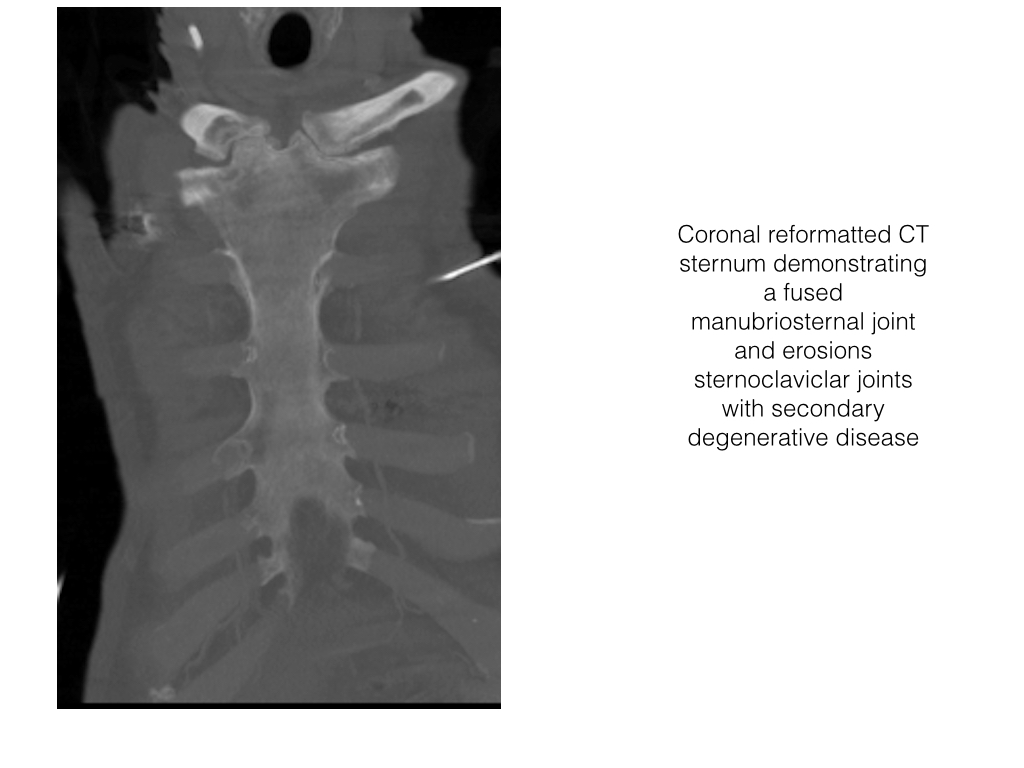 Coronal reformatted CT
sternum demonstrating
a fused
manubriosternal joint
and erosions
sternoclaviclar joints
with secondary
degenerative disease